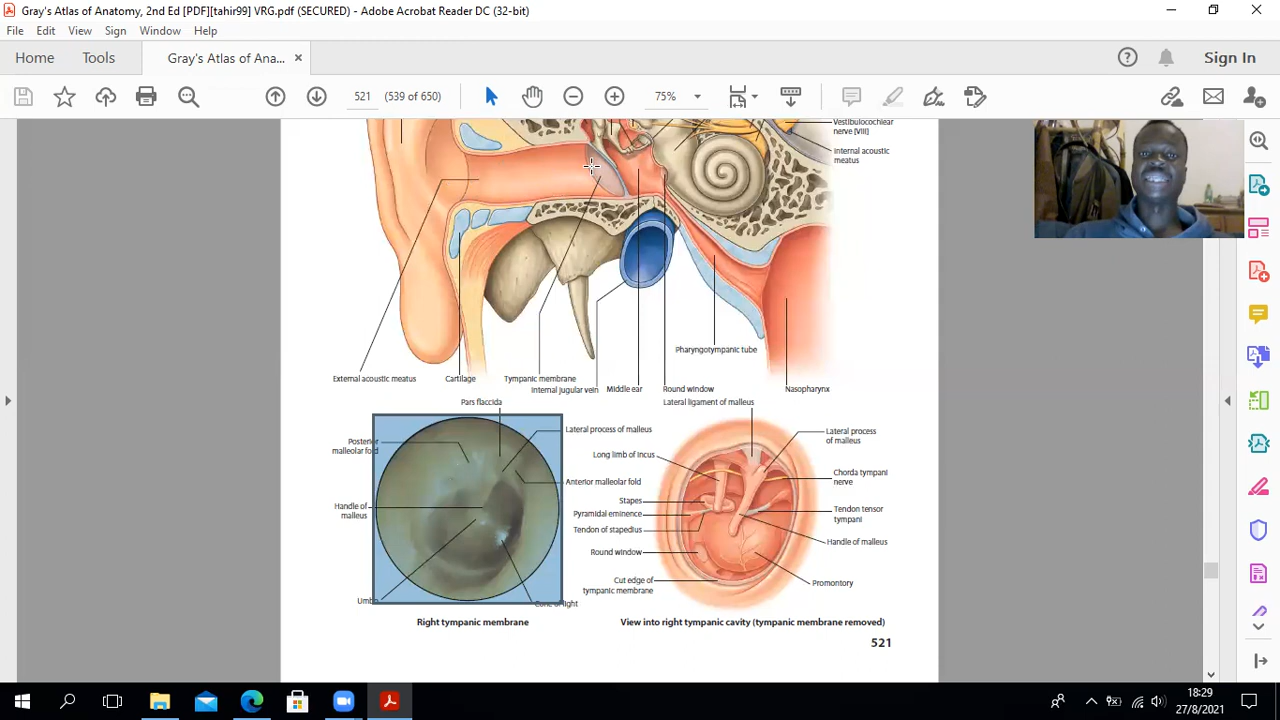 Gray's Atlas of Anatomy, 2nd Ed [PDF][tahir99] VRG.pdf (SECURED) - Adobe Acrobat Reader DC (32-bit)
File Edit View Sign Window Help
Home Tools Gray's Atlas of Ana... × Sign In
521 (539 of 650) 75%
Vestibulocochlear
nerve [VIII]
Internal acoustic
meatus
Pharyngotympanic tube
External acoustic meatus Cartilage Tympanic membrane
Internal jugular vein Middle ear Round window Nasopharynx
Pars flaccida Lateral ligament of malleus
Posterior
malleolar fold
Lateral process of malleus
Anterior malleolar fold
Handle of
malleus
Umbo
Cone of light
Right tympanic membrane
Long limb of incus
Stapes
Pyramidal eminence
Tendon of stapedius
Round window
Cut edge of
tympanic membrane
Lateral process
of malleus
Chorda tympani
nerve
Tendon tensor
tympani
Handle of malleus
Promontory
View into right tympanic cavity (tympanic membrane removed)
521
18:29
27/8/2021